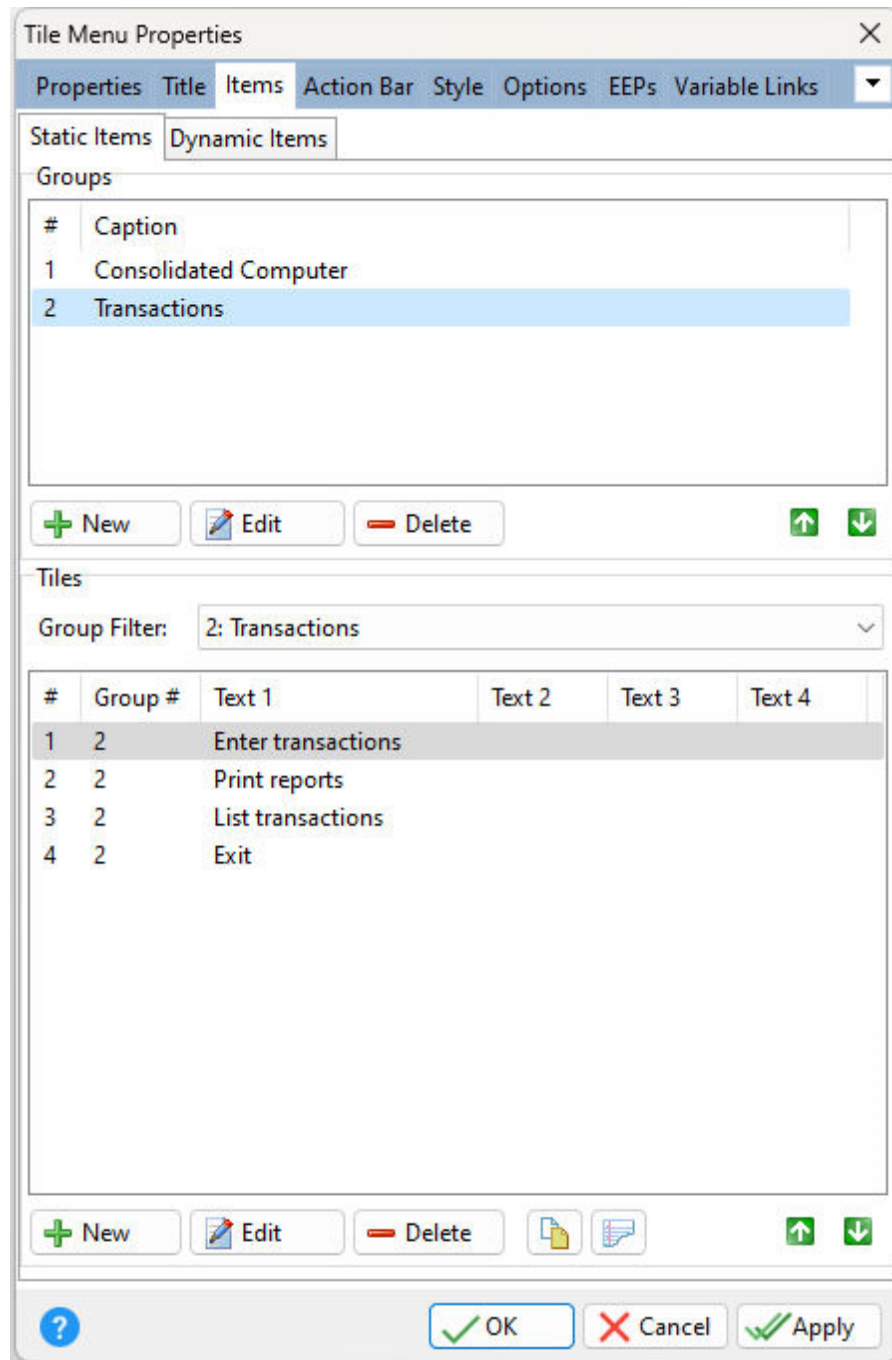 Tile Menu Properties
Properties Title Items Action Bar Style Options EEPs Variable Links
Static Items Dynamic Items
Groups
# Caption
1 Consolidated Computer
2 Transactions
New Edit Delete
Tiles
Group Filter: 2: Transactions
# Group # Text 1 Text 2 Text 3 Text 4
1 2 Enter transactions
2 2 Print reports
3 2 List transactions
4 2 Exit
New Edit Delete
? OK Cancel Apply